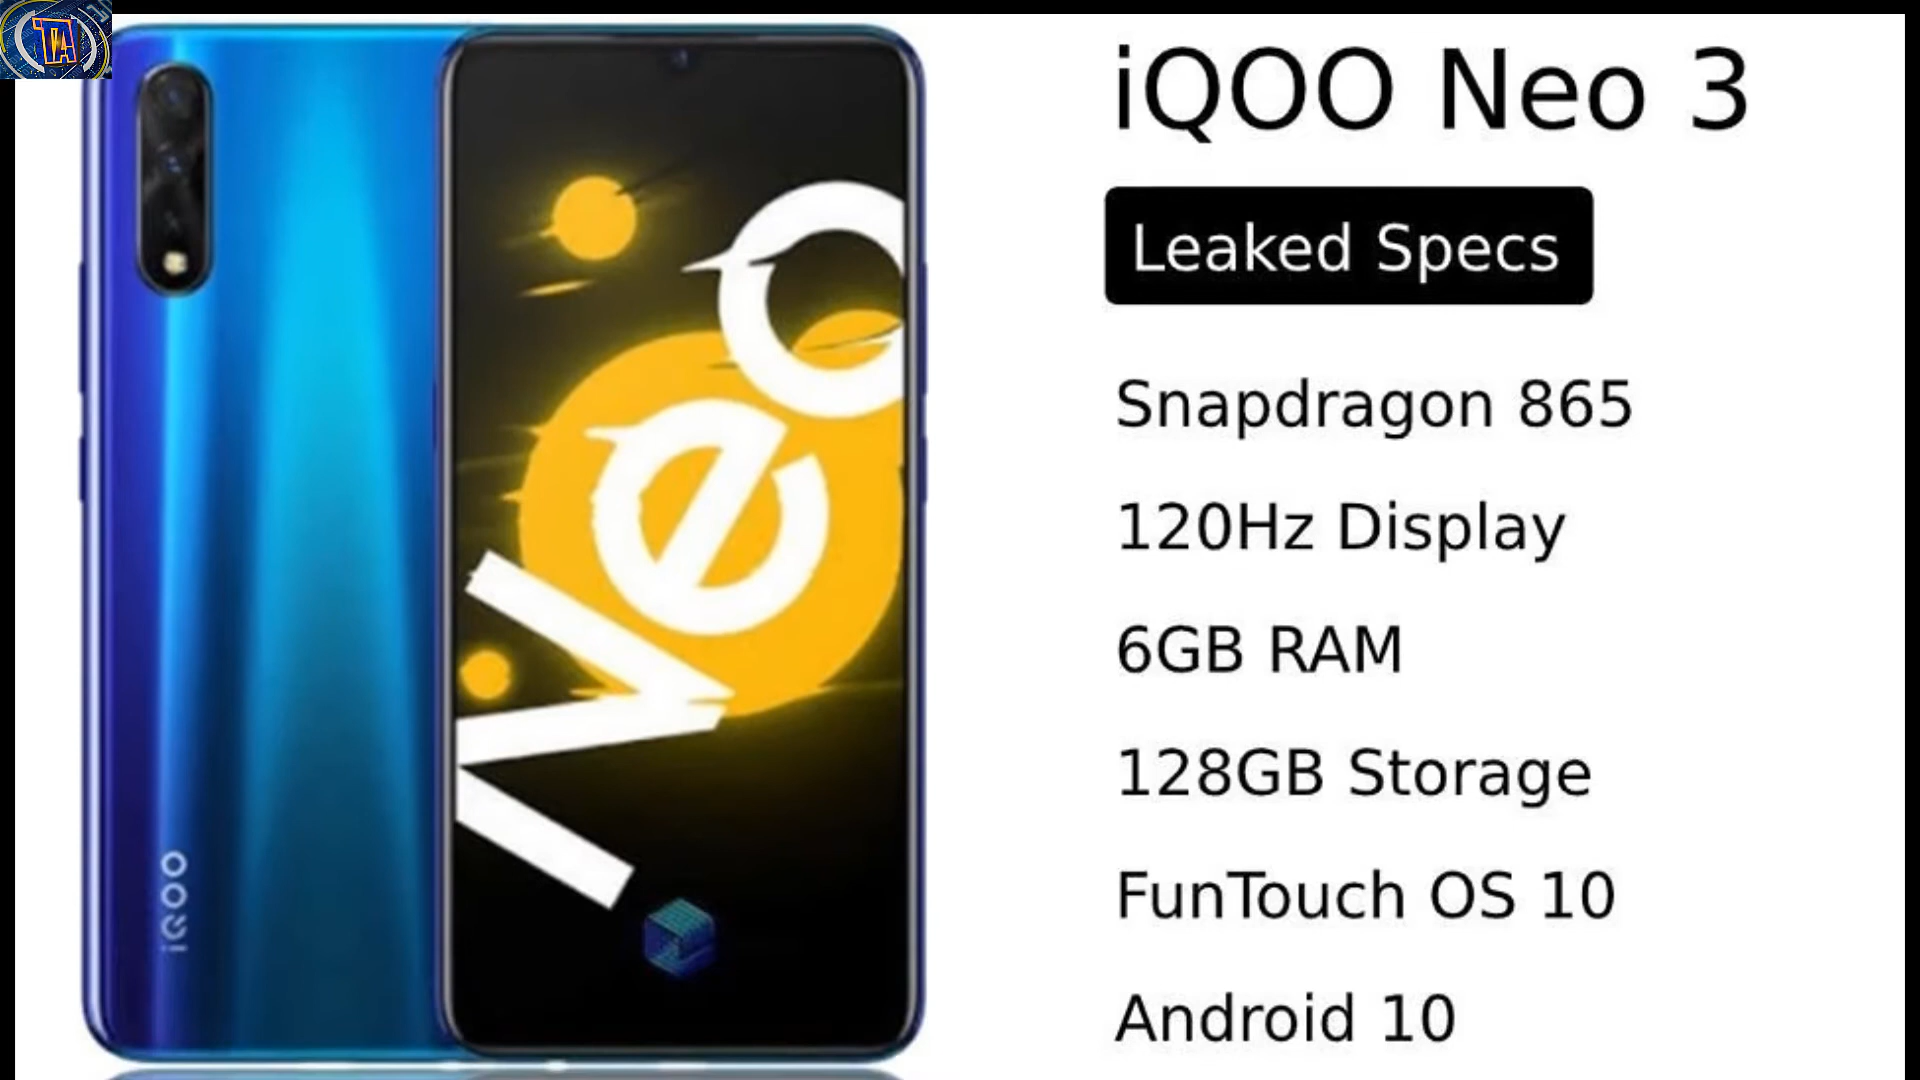 iQOO Neo 3
Leaked Specs
Snapdragon 865
120Hz Display
6GB RAM
128GB Storage
FunTouch OS 10
Android 10
iQOO
Neo